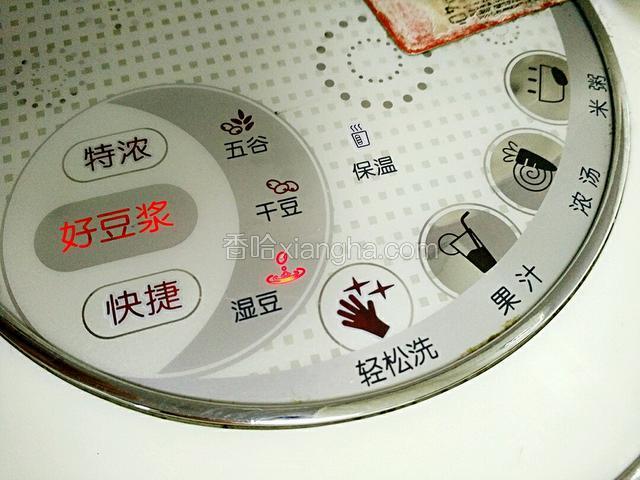 特浓
好豆浆
快捷
五谷
干豆
湿豆
保温
轻松洗
果汁
浓汤
米粥
香哈xiangha.com